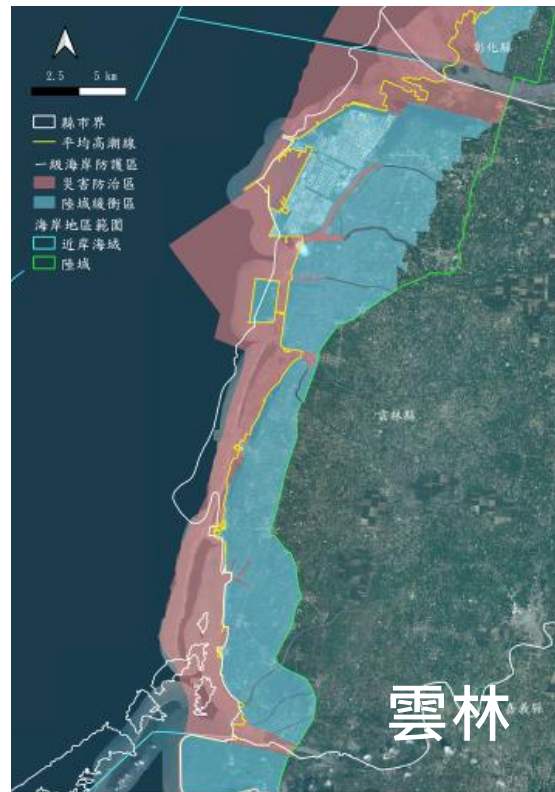 彰化縣
2.5 5 km
縣市界
平均高潮線
一級海岸防護區
災害防治區
陸域緩衝區
海岸地區範圍
近岸海域
陸域
雲林縣
雲林
嘉義縣